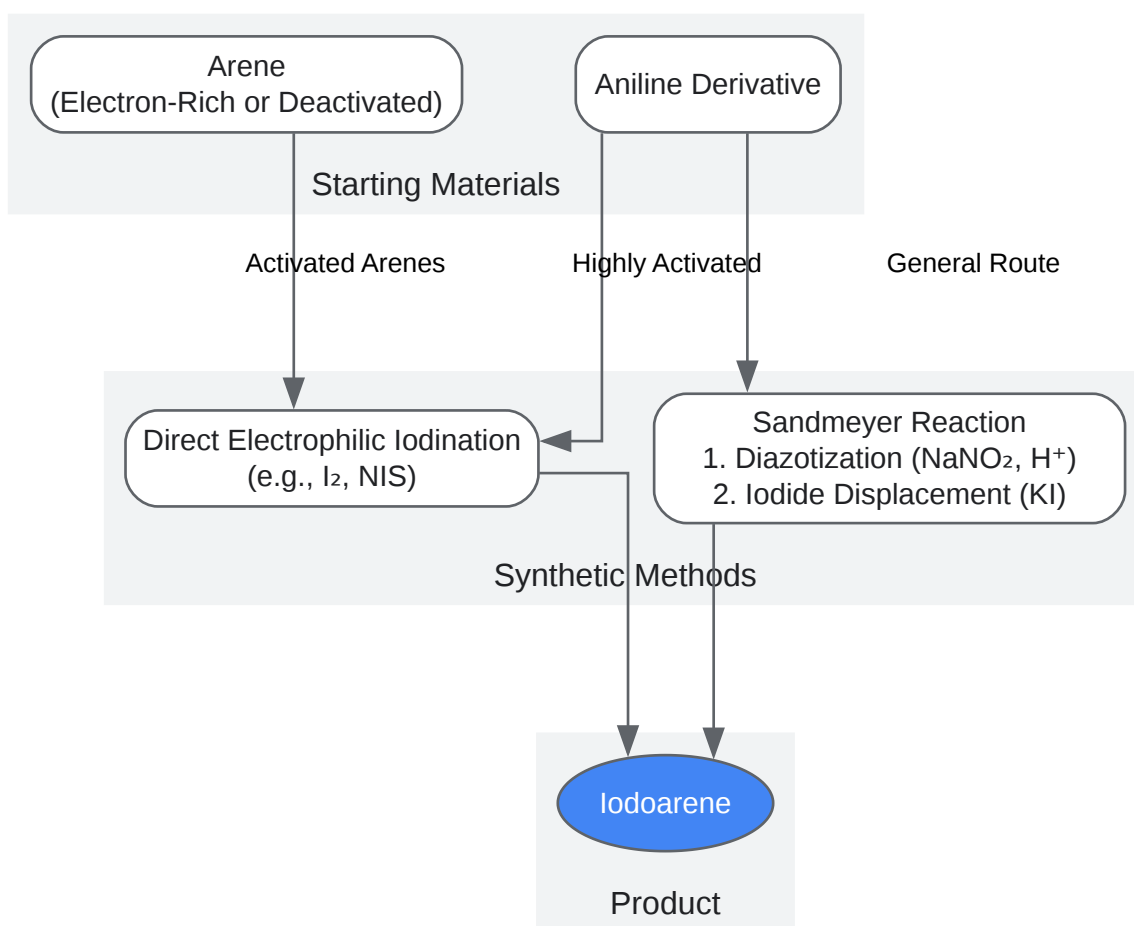 Arene
(Electron-Rich or Deactivated)
Aniline Derivative
Starting Materials
Activated Arenes
Highly Activated
General Route
Direct Electrophilic Iodination
(e.g., I₂, NIS)
Sandmeyer Reaction
1. Diazotization (NaNO₂, H⁺)
2. Iodide Displacement (KI)
Synthetic Methods
Iodoarene
Product